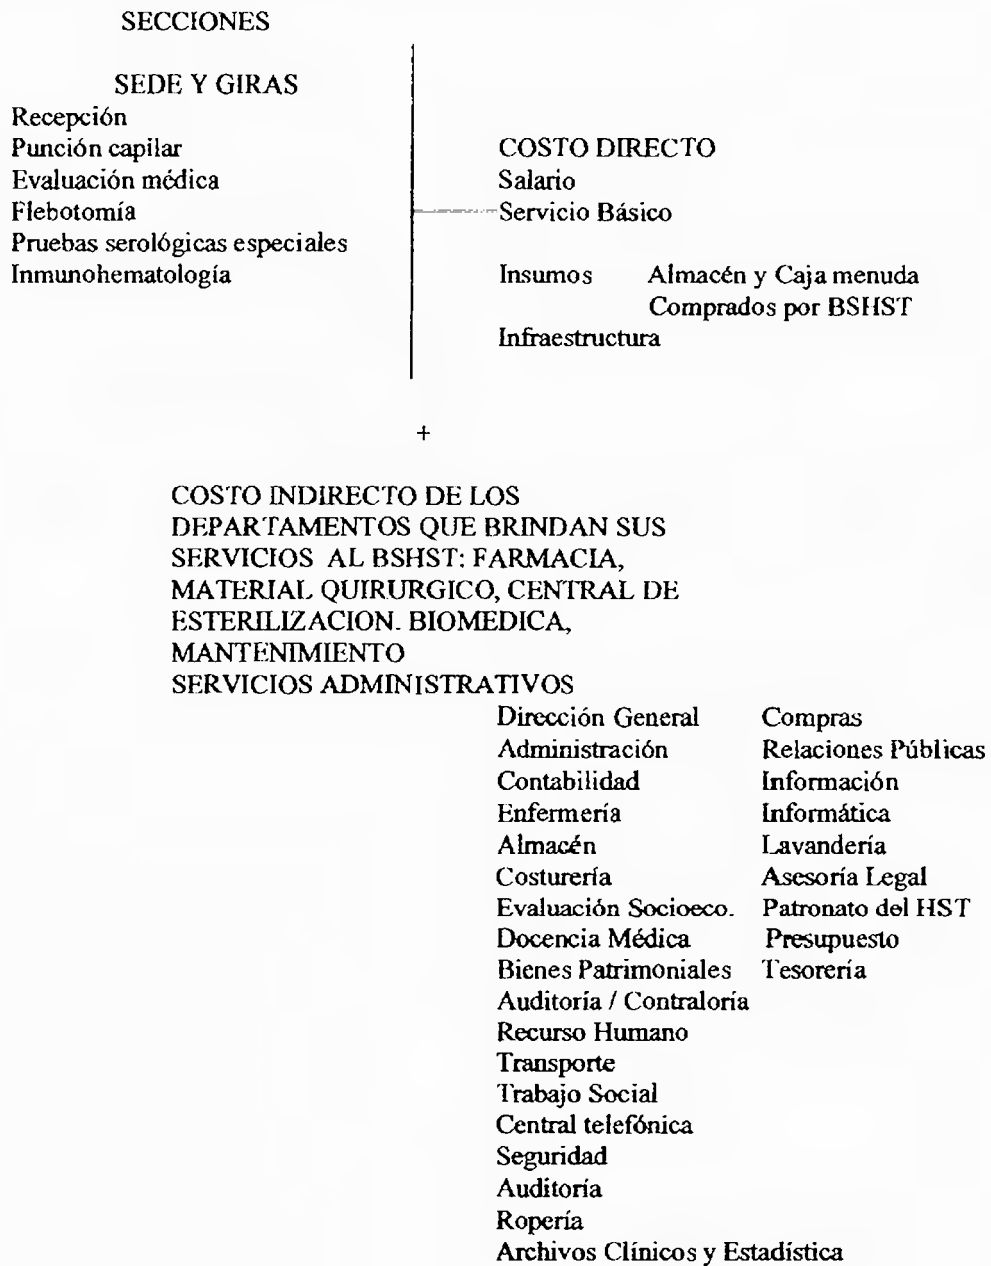 SECCIONES
SEDE Y GIRAS
Recepción
Punción capilar
Evaluación médica
Flebotomía
Pruebas serológicas especiales
Inmunohematología
COSTO DIRECTO
Salario
Servicio Básico
Insumos Almacén y Caja menuda
Comprados por BSHST
Infraestructura
+
COSTO INDIRECTO DE LOS
DEPARTAMENTOS QUE BRINDAN SUS
SERVICIOS AL BSHST: FARMACIA,
MATERIAL QUIRURGICO, CENTRAL DE
ESTERILIZACION. BIOMEDICA,
MANTENIMIENTO
SERVICIOS ADMINISTRATIVOS
Dirección General Compras
Administración Relaciones Públicas
Contabilidad Información
Enfermería Informática
Almacén Lavandería
Costurería Asesoría Legal
Evaluación Socioeco. Patronato del HST
Docencia Médica Presupuesto
Bienes Patrimoniales Tesorería
Auditoría / Contraloría
Recurso Humano
Transporte
Trabajo Social
Central telefónica
Seguridad
Auditoría
Ropería
Archivos Clínicos y Estadística